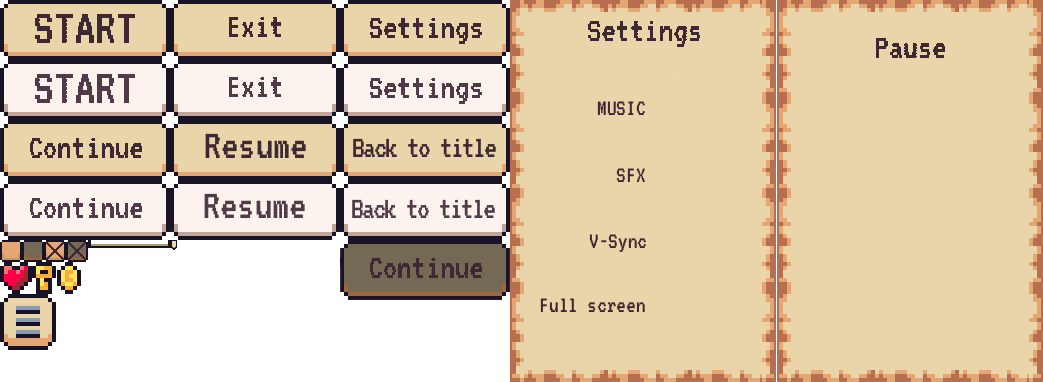 START
Exit
Settings
START
Exit
Settings
Continue
Resume
Back to title
Continue
Resume
Back to title
Continue
Settings
MUSIC
SFX
V-Sync
Full screen
Pause